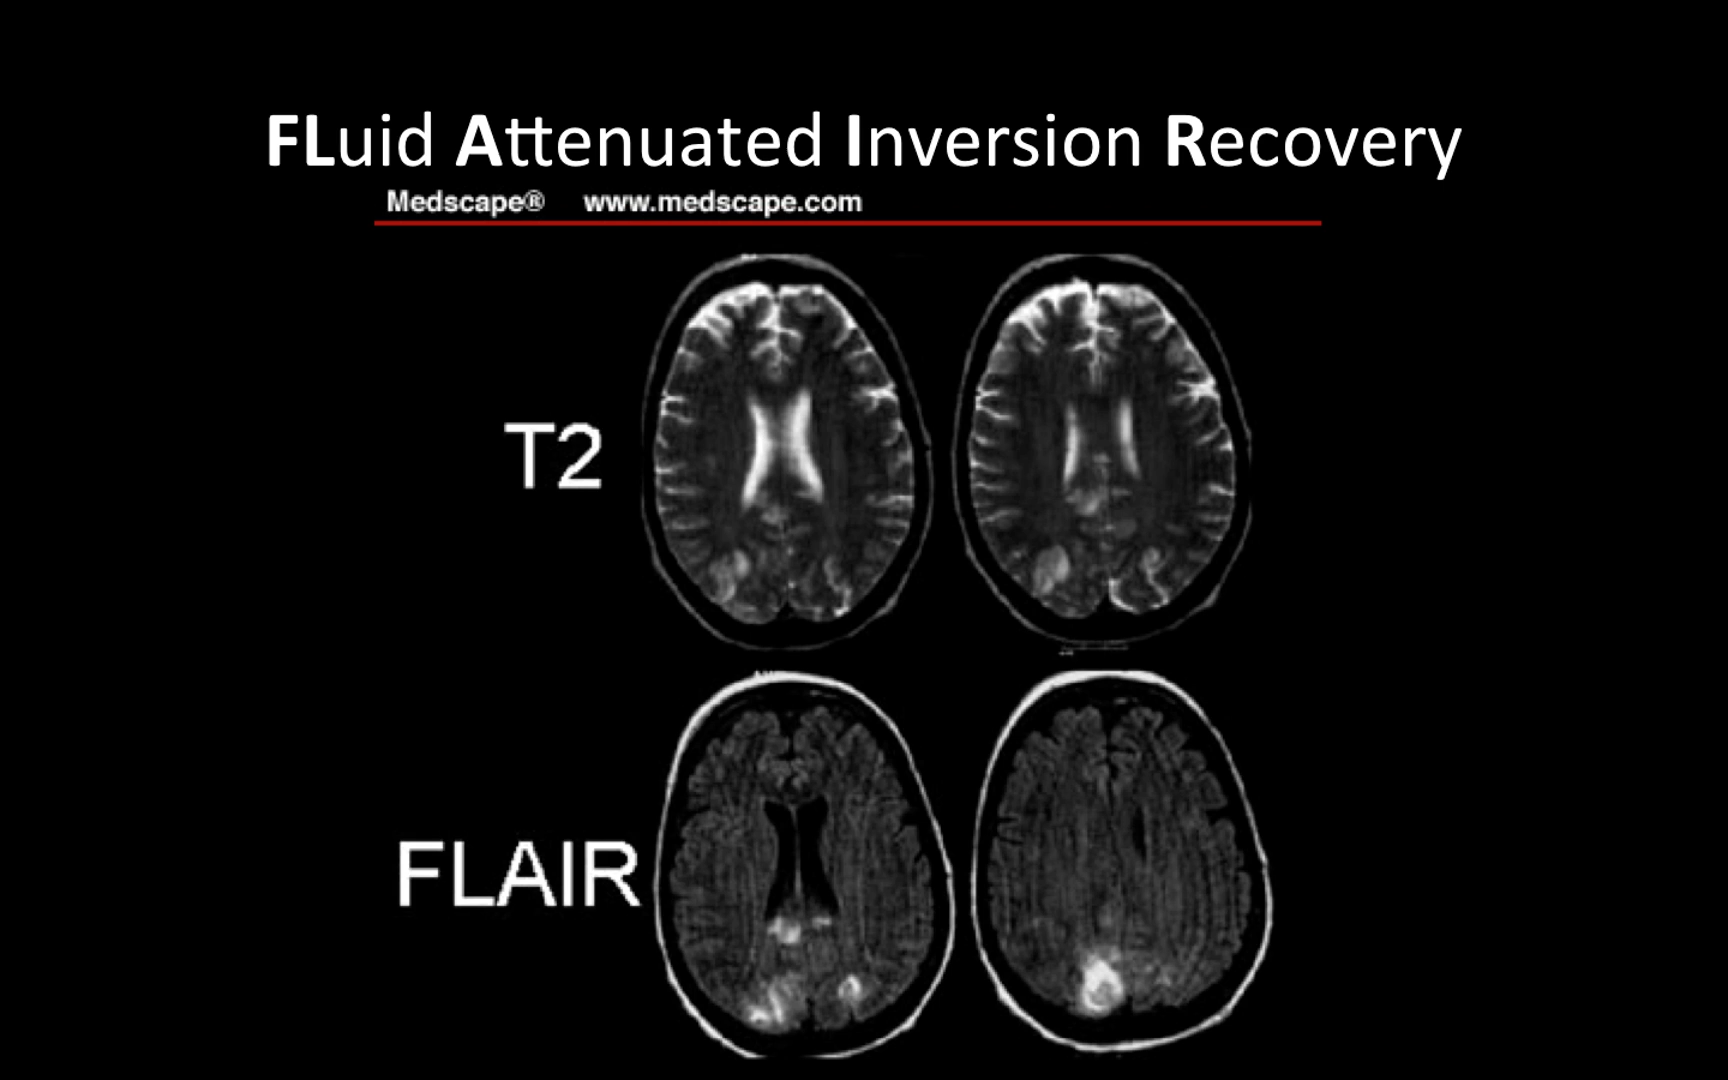 FLuid Attenuated Inversion Recovery
Medscape® www.medscape.com
T2
FLAIR